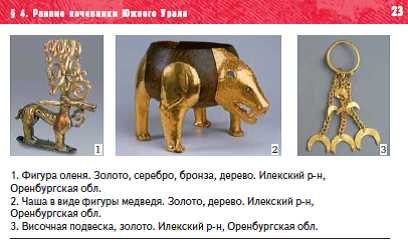 § 4. Ранние кочевники Южного Урала
23
1
2
3
1. Фигура оленя. Золото, серебро, бронза, дерево. Илекский р-н,
Оренбургская обл.
2. Чаша в виде фигуры медведя. Золото, дерево. Илекский р-н,
Оренбургская обл.
3. Височная подвеска, золото. Илекский р-н, Оренбургская обл.